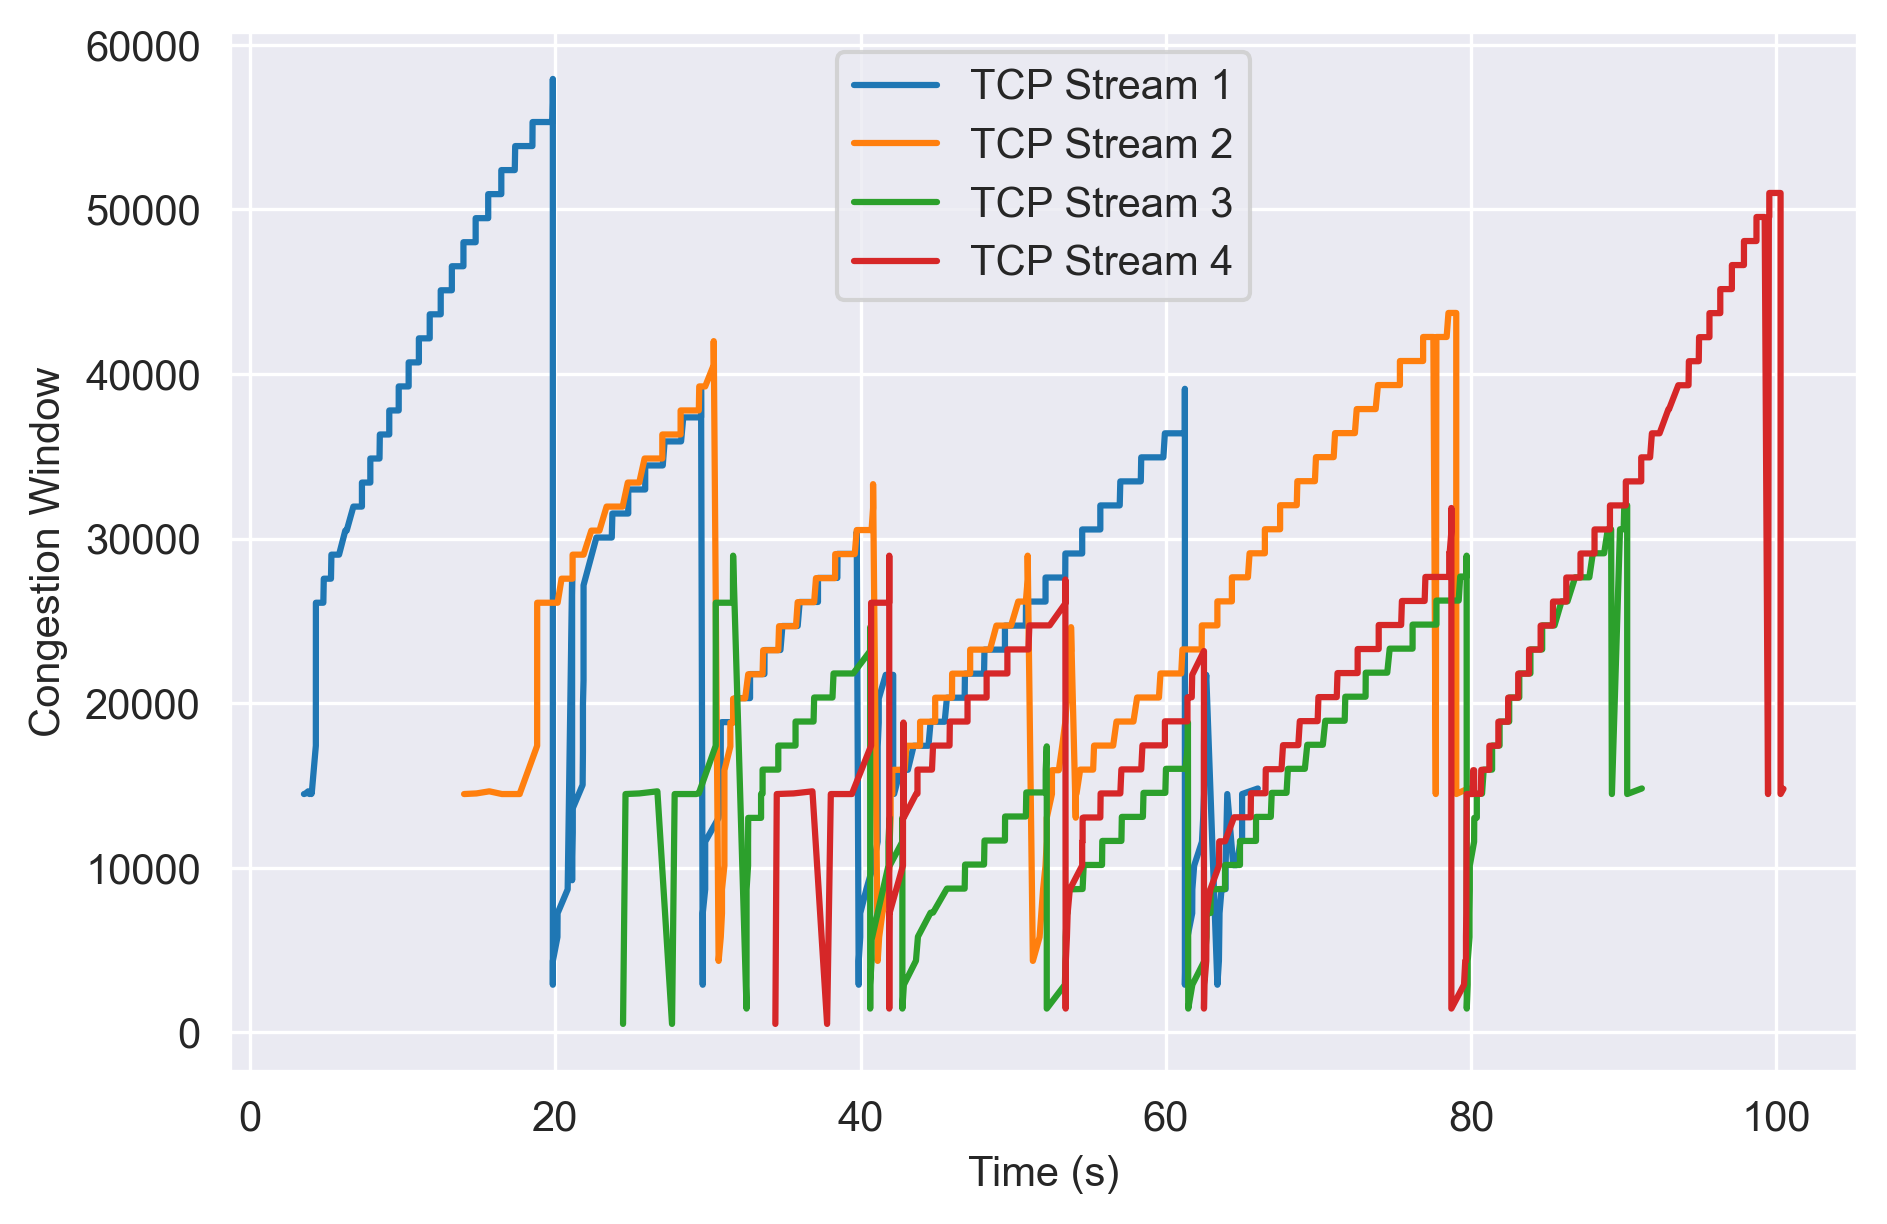 60000
50000
40000
30000
20000
10000
0
Congestion Window
TCP Stream 1
TCP Stream 2
TCP Stream 3
TCP Stream 4
0 20 40 60 80 100
Time (s)